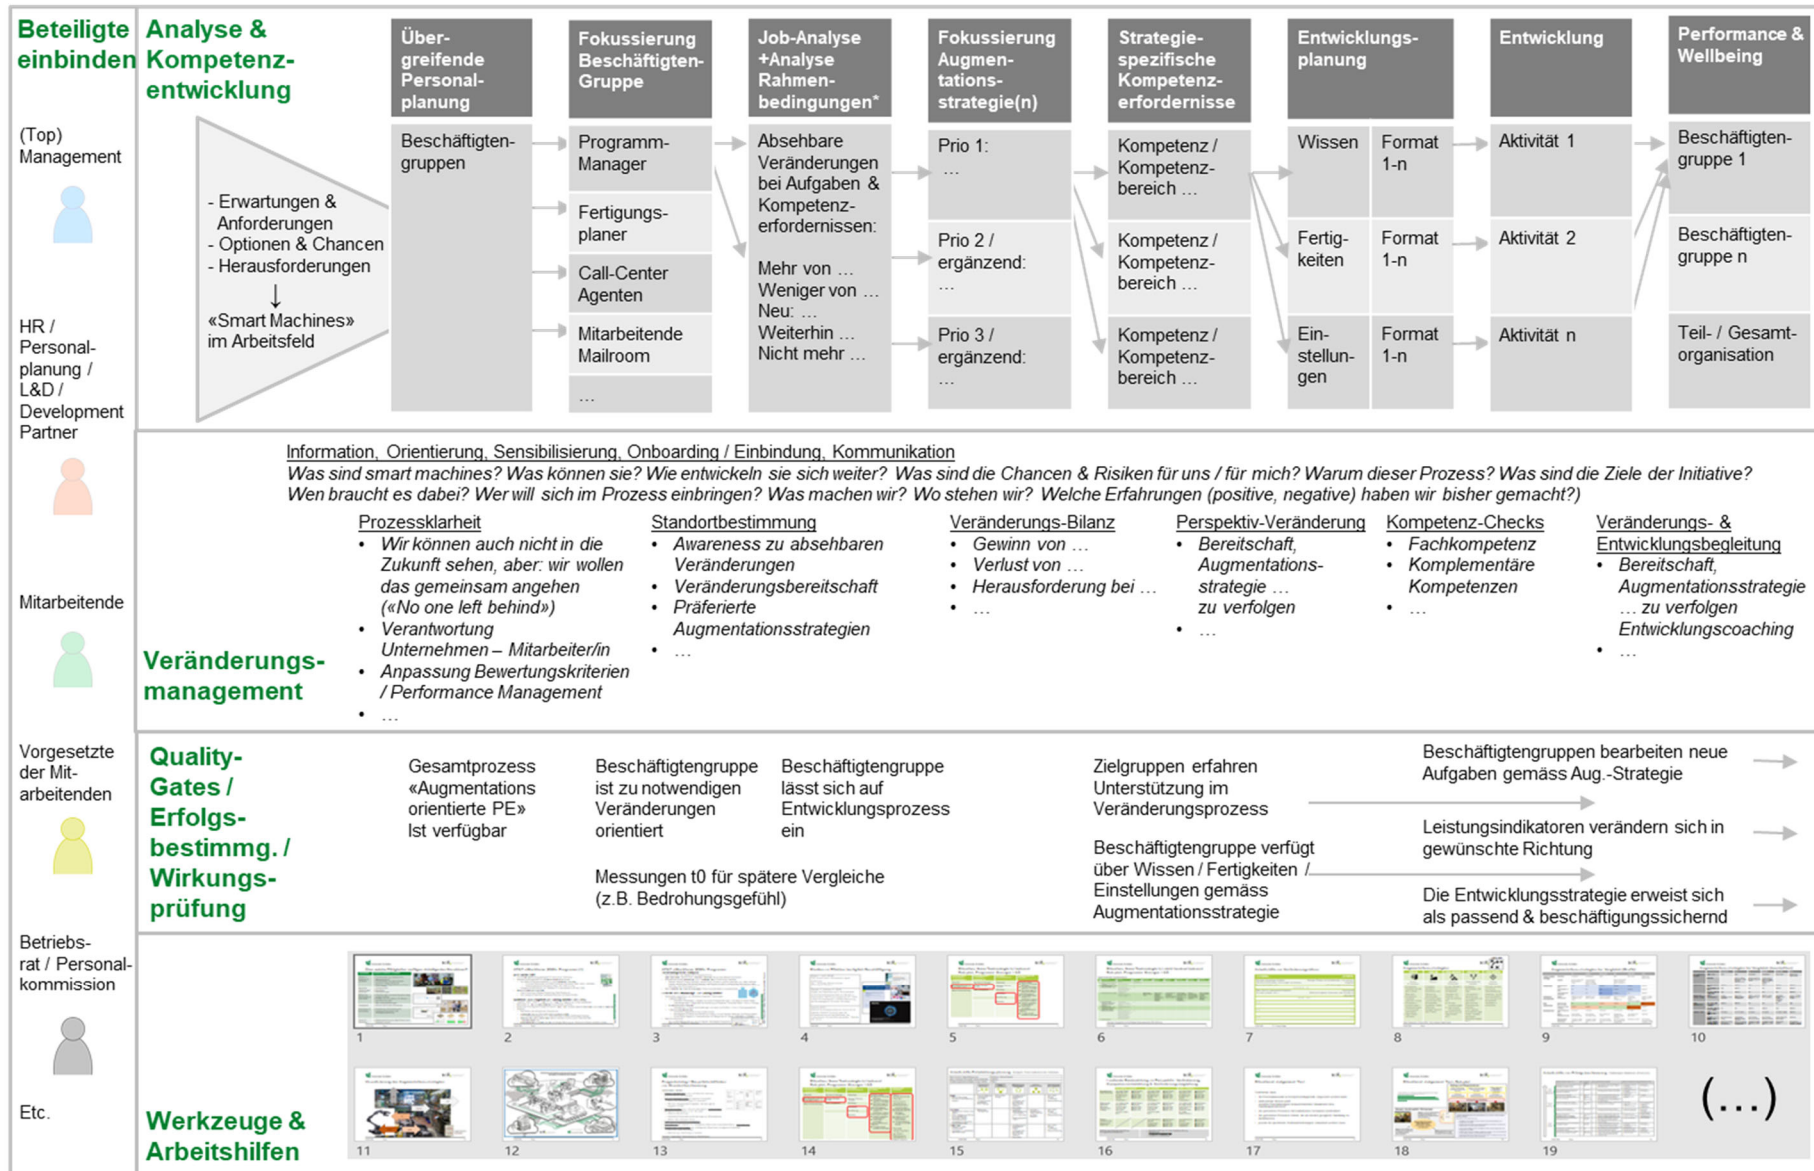 Beteiligte
einbinden
(Top)
Management
HR /
Personal-
planung /
L&D /
Development
Partner
Mitarbeitende
Vorgesetzte
der Mit-
arbeitenden
Betriebs-
rat / Personal-
kommission
Etc.
Analyse &
Kompetenz-
entwicklung
- Erwartungen &
Anforderungen
- Optionen & Chancen
- Herausforderungen
↓
«Smart Machines»
im Arbeitsfeld
Über-
greifende
Personal-
planung
Beschäftigten-
gruppen
Fokussierung
Beschäftigten-
Gruppe
Programm-
Manager
Fertigungs-
planer
Call-Center
Agenten
Mitarbeitende
Mailroom
…
Job-Analyse
+Analyse
Rahmen-
bedingungen*
Absehbare
Veränderungen
bei Aufgaben &
Kompetenz-
erfordernissen:
Mehr von …
Weniger von …
Neu: …
Weiterhin …
Nicht mehr …
Fokussierung
Augmen-
tations-
strategie(n)
Prio 1:
…
Prio 2 /
ergänzend:
…
Prio 3 /
ergänzend:
…
Strategie-
spezifische
Kompetenz-
erfordernisse
Kompetenz /
Kompetenz-
bereich …
Kompetenz /
Kompetenz-
bereich …
Kompetenz /
Kompetenz-
bereich …
Entwicklungs-
planung
Wissen
Format
1-n
Fertig-
keiten
Format
1-n
Ein-
stellun-
gen
Format
1-n
Entwicklung
Aktivität 1
Aktivität 2
Aktivität n
Performance &
Wellbeing
Beschäftigten-
gruppe 1
Beschäftigten-
gruppe n
Teil- / Gesamt-
organisation
Veränderungs-
management
Information, Orientierung, Sensibilisierung, Onboarding / Einbindung, Kommunikation
Was sind smart machines? Was können sie? Wie entwickeln sie sich weiter? Was sind die Chancen & Risiken für uns / für mich? Warum dieser Prozess? Was sind die Ziele der Initiative?
Wen braucht es dabei? Wer will sich im Prozess einbringen? Was machen wir? Wo stehen wir? Welche Erfahrungen (positive, negative) haben wir bisher gemacht?)
Prozessklarheit
• Wir können auch nicht in die
Zukunft sehen, aber: wir wollen
das gemeinsam angehen
(«No one left behind»)
• Verantwortung
Unternehmen – Mitarbeiter/in
• Anpassung Bewertungskriterien
/ Performance Management
• …
Standortbestimmung
• Awareness zu absehbaren
Veränderungen
• Veränderungsbereitschaft
• Präferierte
Augmentationsstrategien
• …
Veränderungs-Bilanz
• Gewinn von …
• Verlust von …
• Herausforderung bei …
• …
Perspektiv-Veränderung
• Bereitschaft,
Augmentations-
strategie …
zu verfolgen
• …
Kompetenz-Checks
• Fachkompetenz
• Komplementäre
Kompetenzen
• …
Veränderungs- &
Entwicklungsbegleitung
• Bereitschaft,
Augmentationsstrategie
… zu verfolgen
Entwicklungscoaching
• …
Quality-
Gates /
Erfolgs-
bestimmg. /
Wirkungs-
prüfung
Gesamtprozess
«Augmentations
orientierte PE»
Ist verfügbar
Beschäftigtengruppe
ist zu notwendigen
Veränderungen
orientiert
Beschäftigtengruppe
lässt sich auf
Entwicklungsprozess
ein
Messungen t0 für spätere Vergleiche
(z.B. Bedrohungsgefühl)
Zielgruppen erfahren
Unterstützung im
Veränderungsprozess
Beschäftigtengruppe verfügt
über Wissen / Fertigkeiten /
Einstellungen gemäss
Augmentationsstrategie
Beschäftigtengruppen bearbeiten neue
Aufgaben gemäss Aug.-Strategie
Leistungsindikatoren verändern sich in
gewünschte Richtung
Die Entwicklungsstrategie erweist sich
als passend & beschäftigungssichernd
Werkzeuge &
Arbeitshilfen
1
2
3
4
5
6
7
8
9
10
11
12
13
14
15
16
17
18
19
(…)